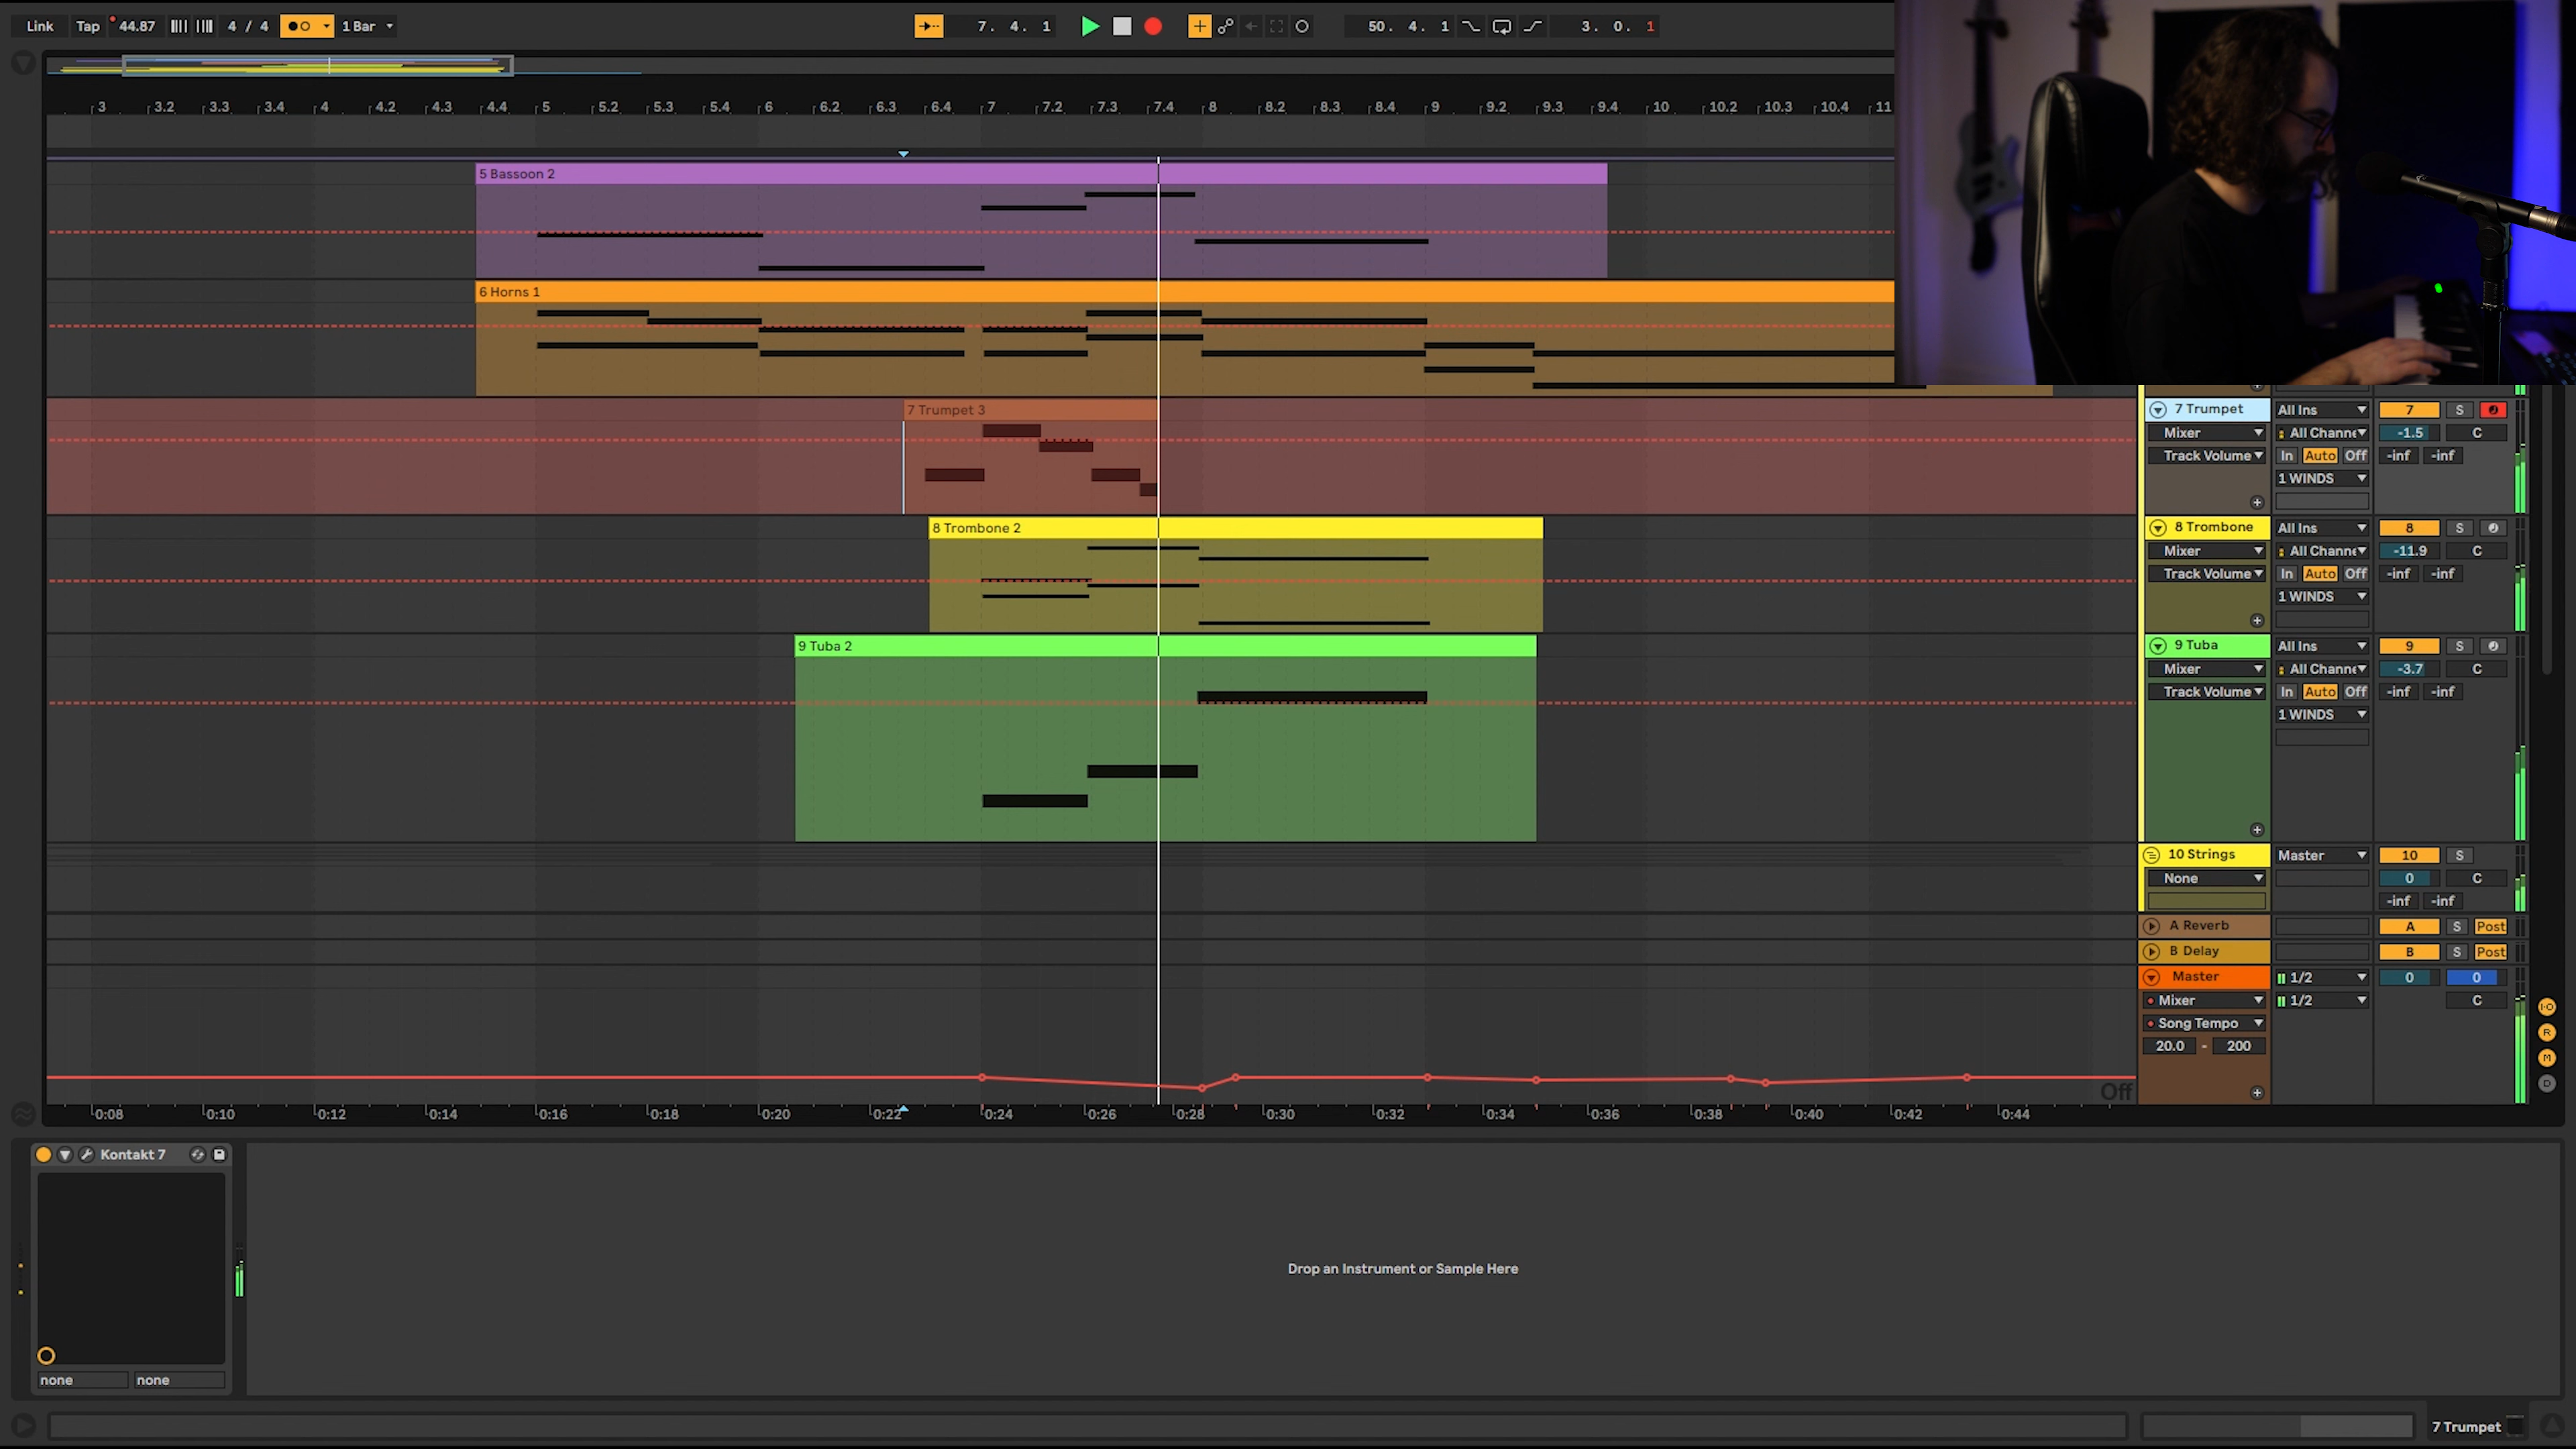 Link Tap 44.87 4 / 4 1 Bar 7. 4. 1 50. 4. 1 3. 0. 1
3 3.2 3.3 3.4 4 4.2 4.3 4.4 5 5.2 5.3 5.4 6 6.2 6.3 6.4 7 7.2 7.3 7.4 8 8.2 8.3 8.4 9 9.2 9.3 9.4 10 10.2 10.3 10.4 11
5 Bassoon 2
6 Horns 1
7 Trumpet 3 7 Trumpet All Ins 7 S
Mixer All Channe -1.5 C
Track Volume In Auto Off -inf -inf
1 WINDS
8 Trombone 2 8 Trombone All Ins 8 S
Mixer All Channe -11.9 C
Track Volume In Auto Off -inf -inf
1 WINDS
9 Tuba 2 9 Tuba All Ins 9 S
Mixer All Channe -3.7 C
Track Volume In Auto Off -inf -inf
1 WINDS
10 Strings Master 10 S
None 0 C
-inf -inf
A Reverb A S Post
B Delay B S Post
Master 1/2 0 0
Mixer 1/2 C
Song Tempo
20.0 - 200
I·O
R
M
D
Off
0:08 0:10 0:12 0:14 0:16 0:18 0:20 0:22 0:24 0:26 0:28 0:30 0:32 0:34 0:36 0:38 0:40 0:42 0:44
Kontakt 7
Drop an Instrument or Sample Here
none none
7 Trumpet